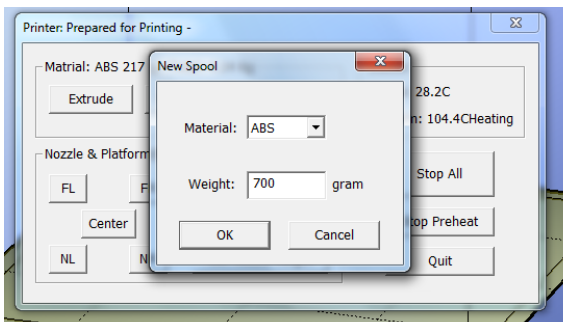 Printer: Prepared for Printing -
Matrial: ABS 217
New Spool
Extrude
28.2C
104.4CHeating
Material: ABS
Nozzle & Platform
Stop All
FL
Weight: 700 gram
Center
Preheat
OK
Cancel
NL
Quit